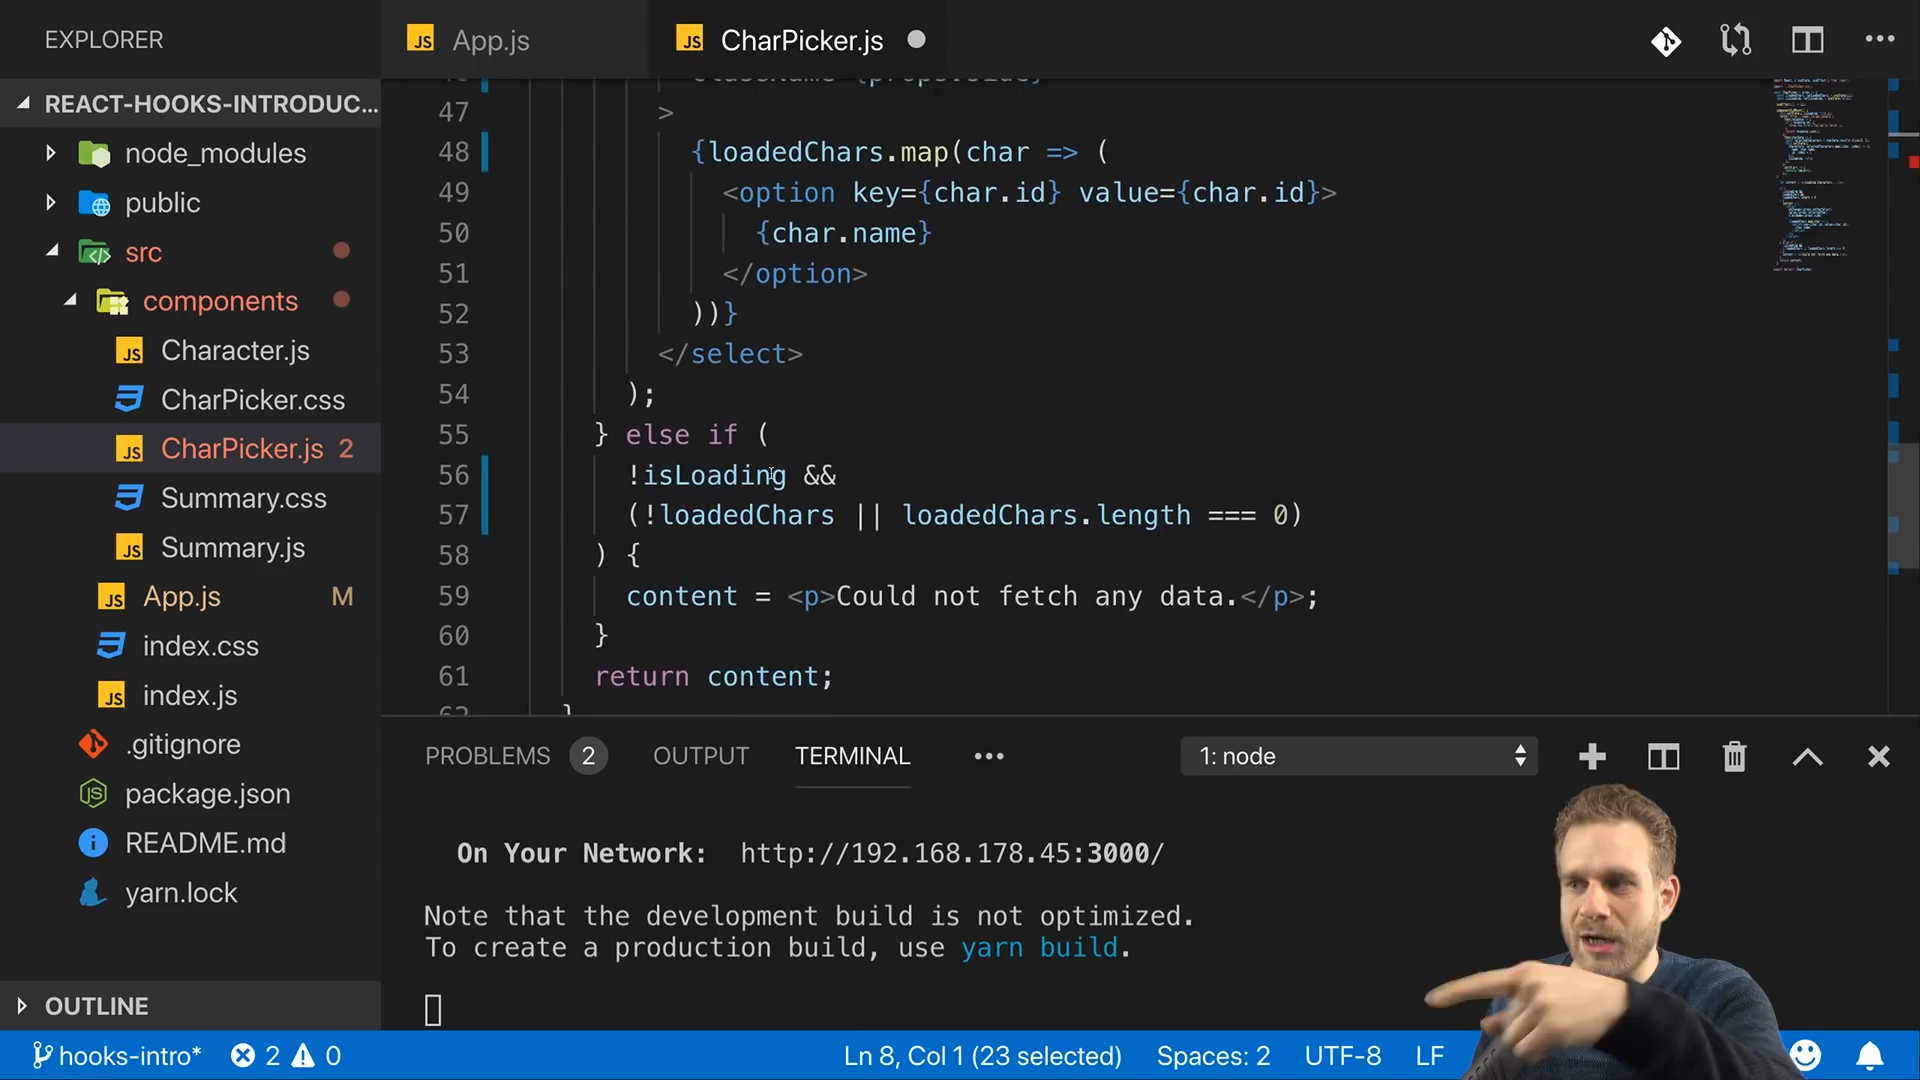 EXPLORER
App.js
CharPicker.js
REACT-HOOKS-INTRODUC...
node_modules
public
src
components
Character.js
CharPicker.css
CharPicker.js 2
Summary.css
Summary.js
App.js M
index.css
index.js
.gitignore
package.json
README.md
yarn.lock
OUTLINE
47 >
48 {loadedChars.map(char => (
49 <option key={char.id} value={char.id}>
50 {char.name}
51 </option>
52 ))}
53 </select>
54 );
55 } else if (
56 !isLoading &&
57 (!loadedChars || loadedChars.length === 0)
58 ) {
59 content = <p>Could not fetch any data.</p>;
60 }
61 return content;
62 }
PROBLEMS 2 OUTPUT TERMINAL ••• 1: node
On Your Network: http://192.168.178.45:3000/
Note that the development build is not optimized.
To create a production build, use yarn build.
hooks-intro* 2 0 Ln 8, Col 1 (23 selected) Spaces: 2 UTF-8 LF